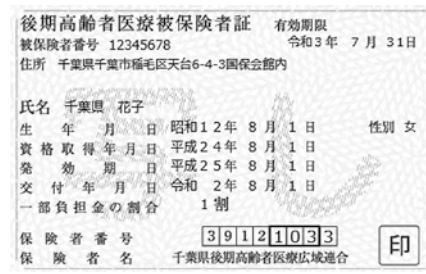 後期高齢者医療被保険者証 有効期限
被保険者番号 12345678 令和3年 7月 31日
住所 千葉県千葉市稲毛区天台6-4-3国保会館内
氏名 千葉県 花子
生年月日 昭和12年 8月 1日 性別 女
資格取得年月日 平成24年 8月 1日
発効期日 平成25年 8月 1日
交付年月日 令和 2年 8月 1日
一部負担金の割合 1割
保険者番号 39121033
保険者名 千葉県後期高齢者医療広域連合 印